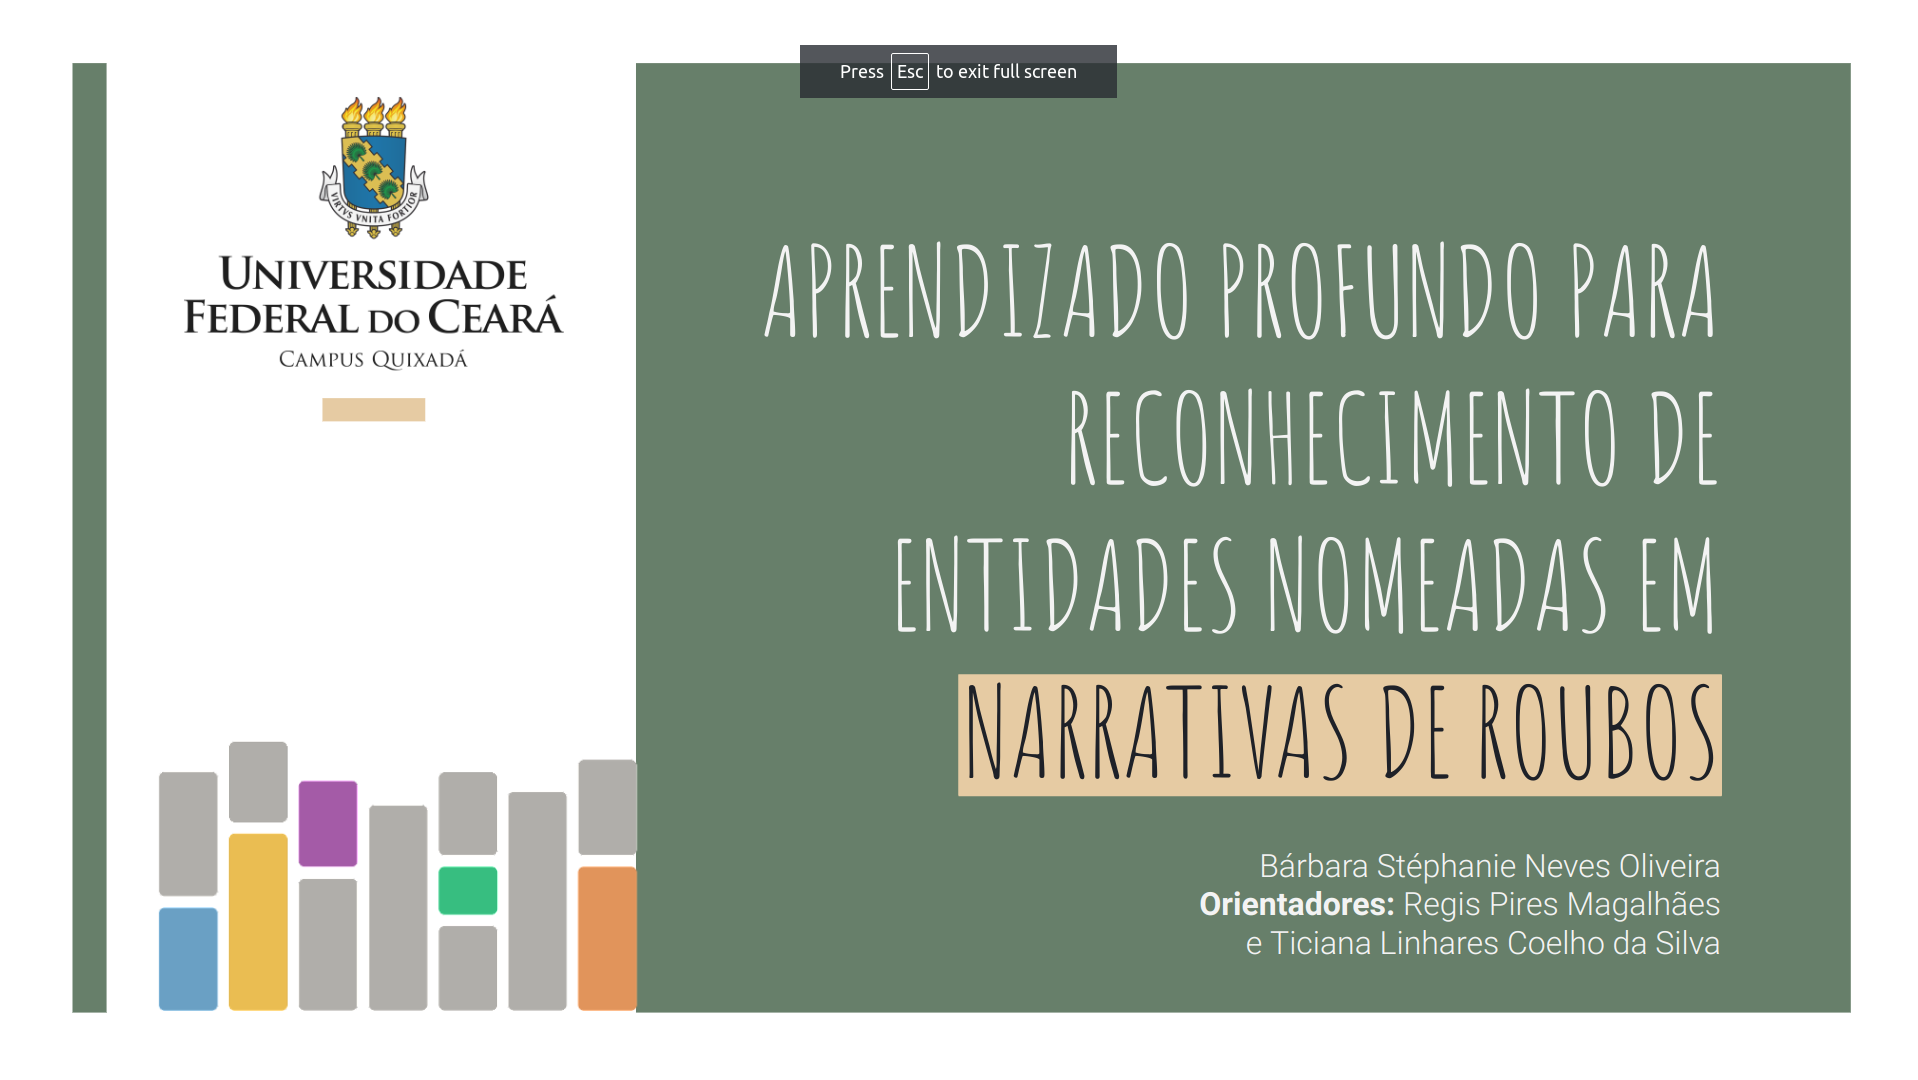 Press Esc to exit full screen
VIRTVS VNITA FORTIOR
UNIVERSIDADE
FEDERAL DO CEARÁ
CAMPUS QUIXADÁ
APRENDIZADO PROFUNDO PARA
RECONHECIMENTO DE
ENTIDADES NOMEADAS EM
NARRATIVAS DE ROUBOS
Bárbara Stéphanie Neves Oliveira
Orientadores: Regis Pires Magalhães
e Ticiana Linhares Coelho da Silva